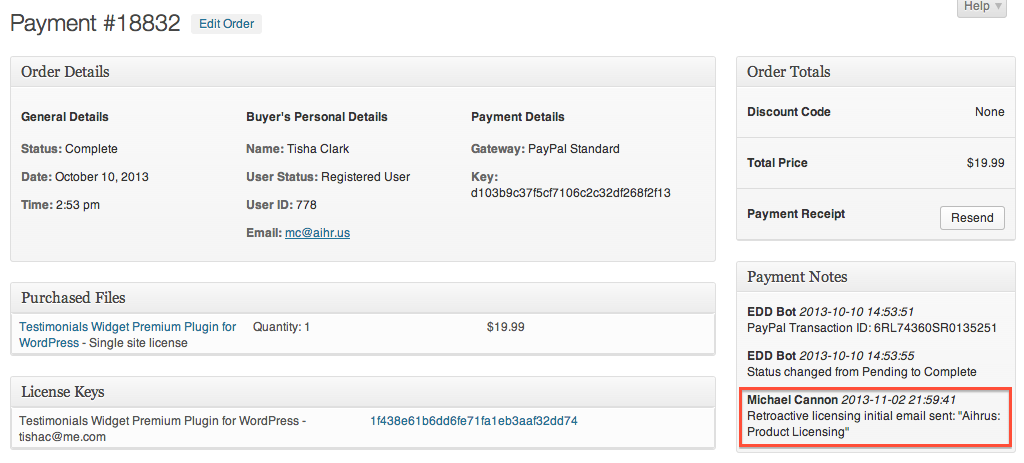 Help
Payment #18832 Edit Order
Order Details
General Details
Status: Complete
Date: October 10, 2013
Time: 2:53 pm
Buyer's Personal Details
Name: Tisha Clark
User Status: Registered User
User ID: 778
Email: mc@aihr.us
Payment Details
Gateway: PayPal Standard
Key:
d103b9c37f5cf7106c2c32df268f2f13
Purchased Files
Testimonials Widget Premium Plugin for
WordPress - Single site license
Quantity: 1
$19.99
License Keys
Testimonials Widget Premium Plugin for WordPress -
tishac@me.com
1f438e61b6dd6fe71fa1eb3aaf32dd74
Order Totals
Discount Code None
Total Price $19.99
Payment Receipt Resend
Payment Notes
EDD Bot 2013-10-10 14:53:51
PayPal Transaction ID: 6RL74360SR0135251
EDD Bot 2013-10-10 14:53:55
Status changed from Pending to Complete
Michael Cannon 2013-11-02 21:59:41
Retroactive licensing initial email sent: "Aihrus:
Product Licensing"